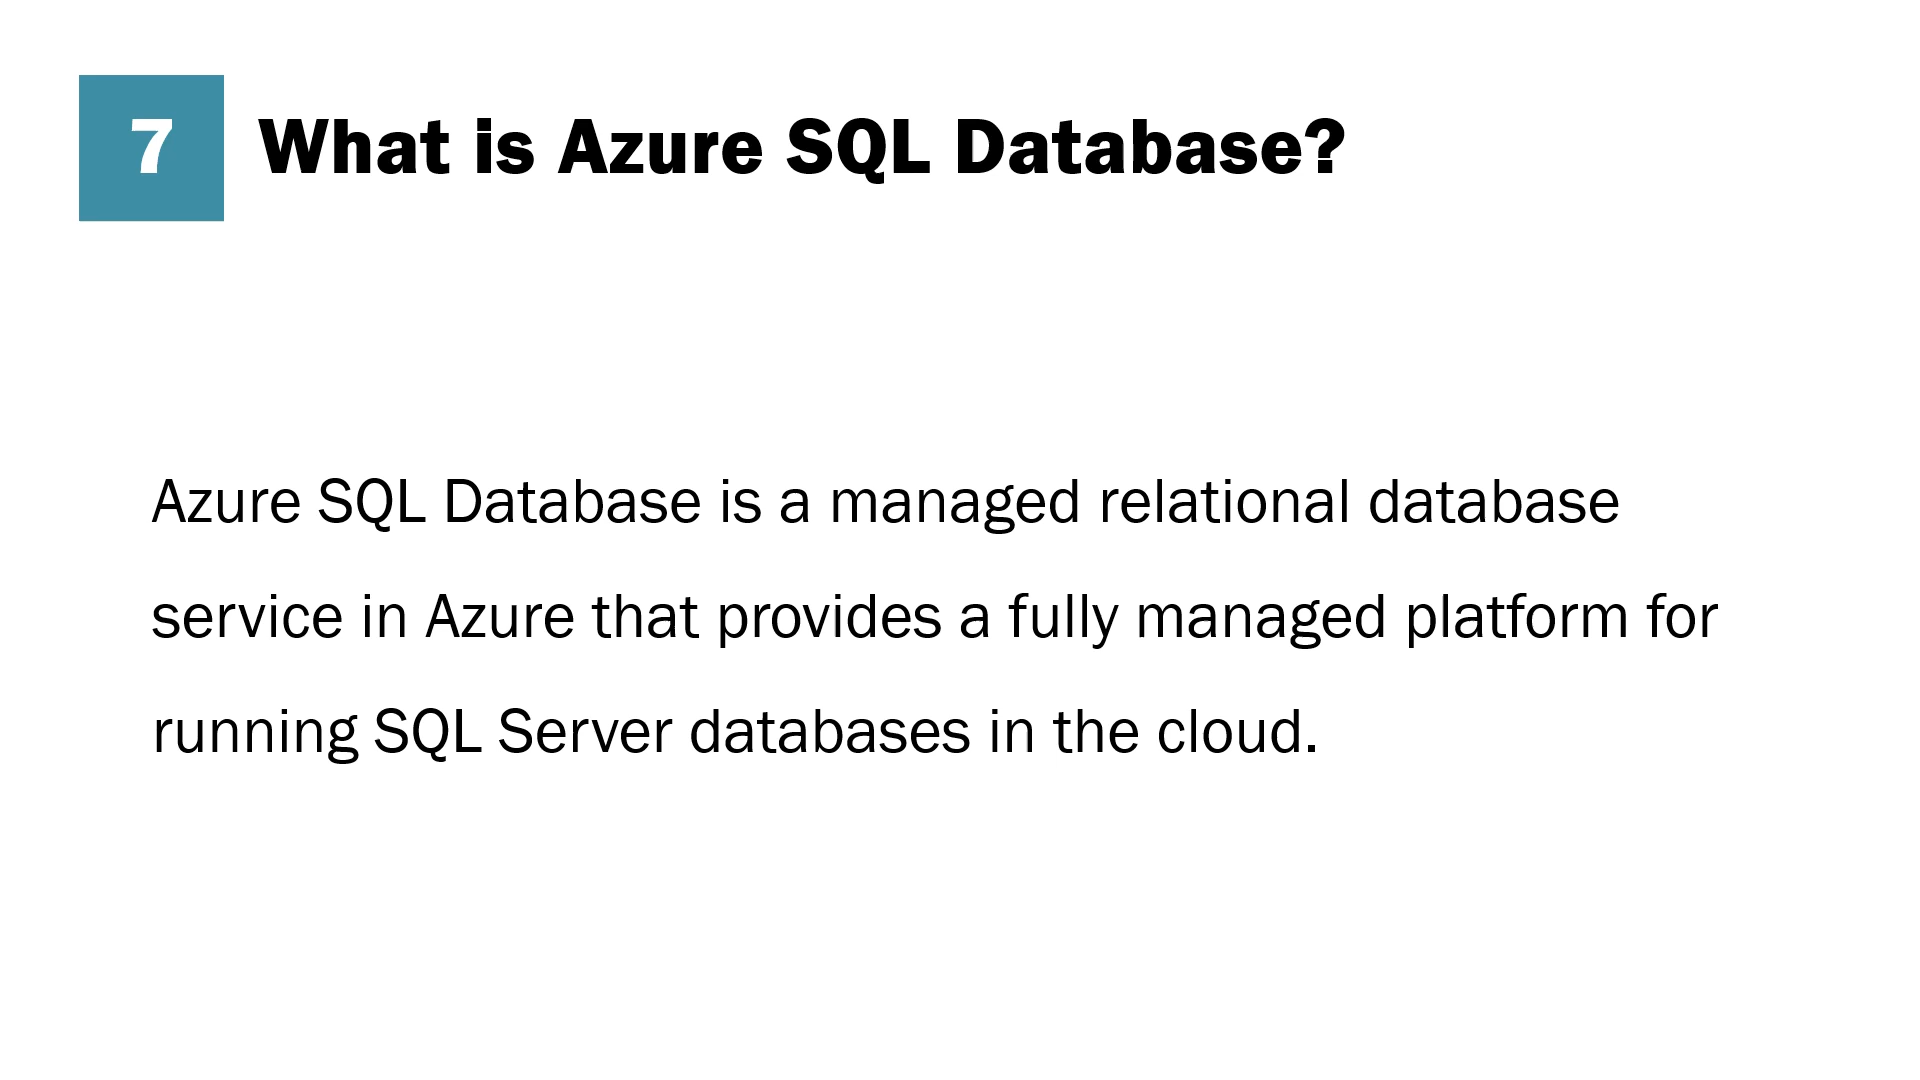 7 What is Azure SQL Database?
Azure SQL Database is a managed relational database
service in Azure that provides a fully managed platform for
running SQL Server databases in the cloud.